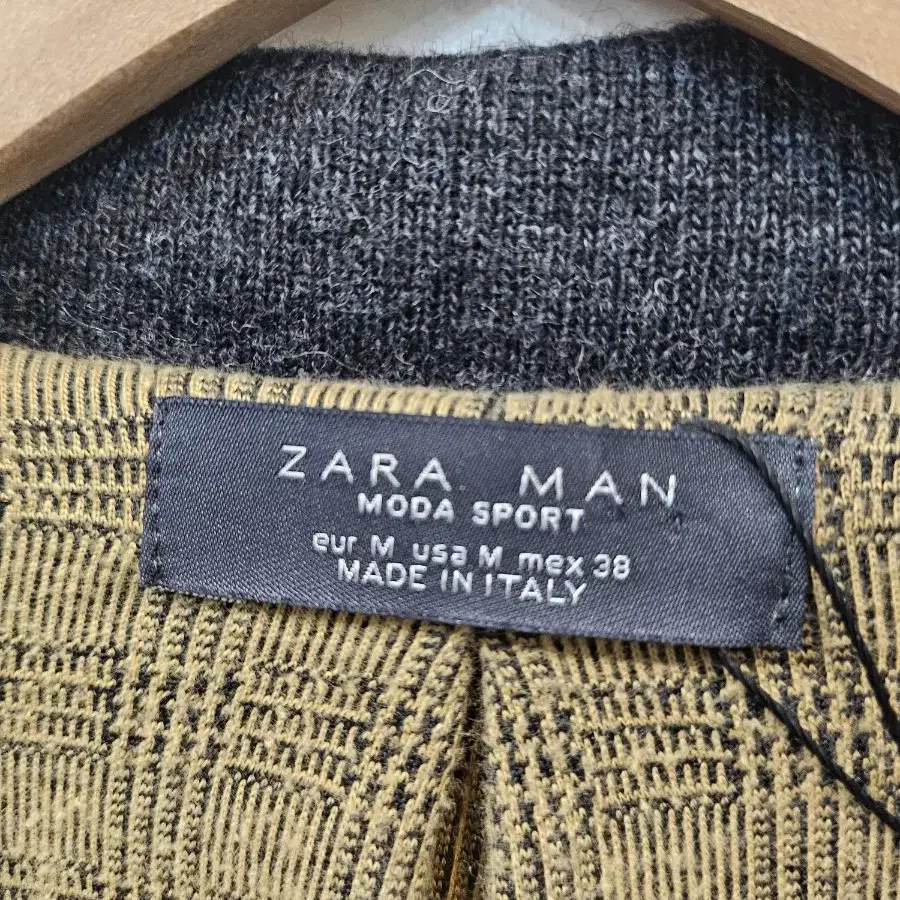 ZARA MAN
MODA SPORT
eur M usa M mex 38
MADE IN ITALY